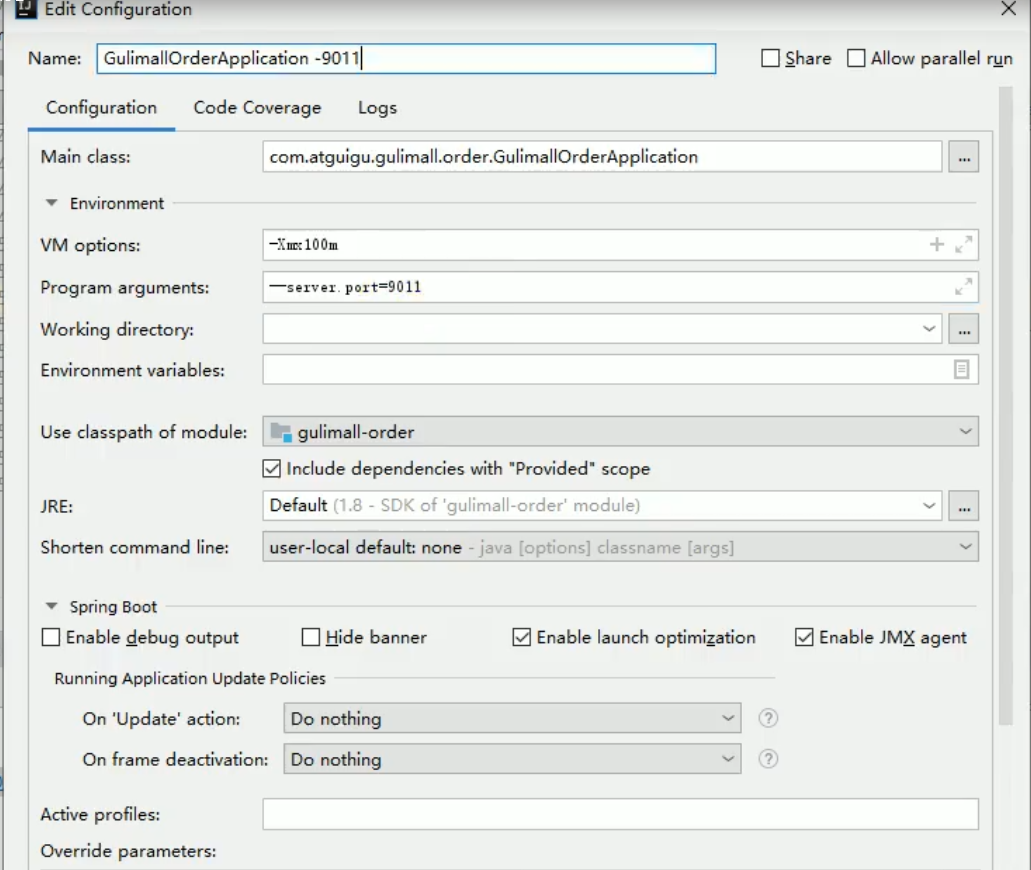 Edit Configuration
Name: GulimallOrderApplication -9011 Share Allow parallel run
Configuration Code Coverage Logs
Main class: com.atguigu.gulimall.order.GulimallOrderApplication ...
Environment
VM options: -Xmx100m
Program arguments: --server.port=9011
Working directory: ...
Environment variables:
Use classpath of module: gulimall-order
Include dependencies with "Provided" scope
JRE: Default (1.8 - SDK of 'gulimall-order' module) ...
Shorten command line: user-local default: none - java [options] classname [args]
Spring Boot
Enable debug output Hide banner Enable launch optimization Enable JMX agent
Running Application Update Policies
On 'Update' action: Do nothing ?
On frame deactivation: Do nothing ?
Active profiles:
Override parameters: